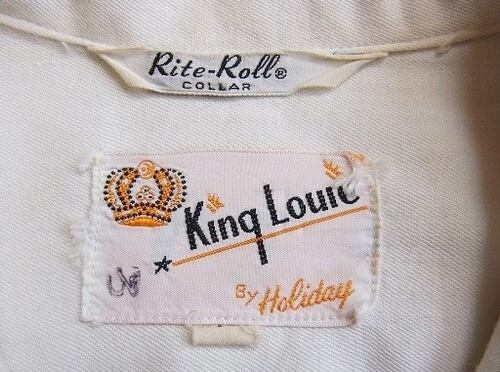 Rite-Roll®
COLLAR
King Louie
By Holiday